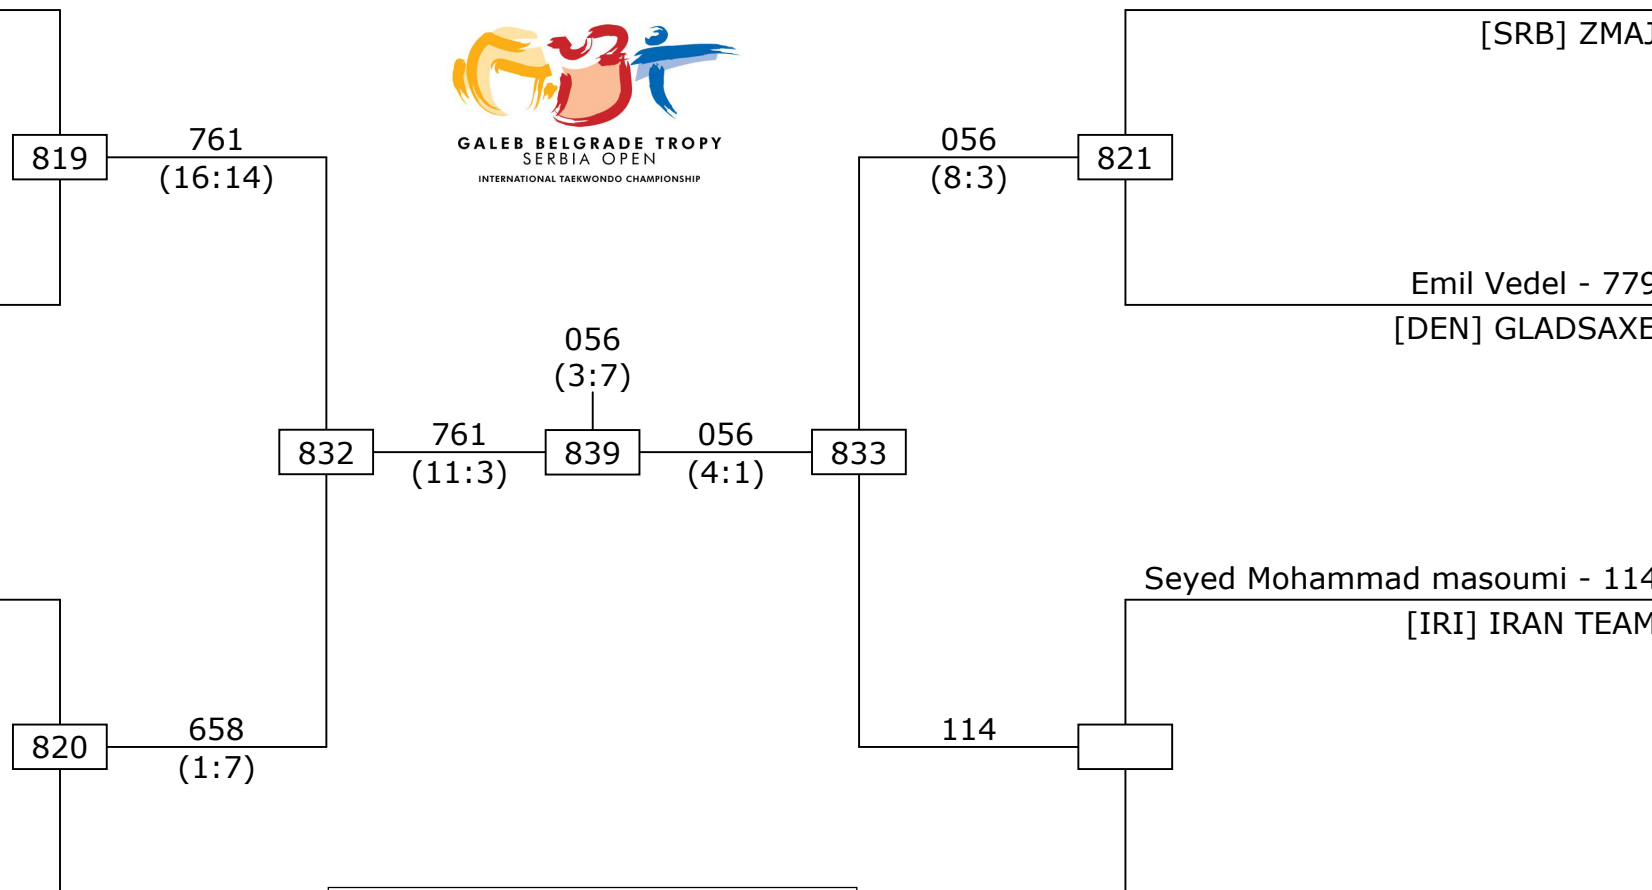 [SRB] ZMAJ
819
761
(16:14)
GALEB BELGRADE TROPY
SERBIA OPEN
INTERNATIONAL TAEKWONDO CHAMPIONSHIP
056
(8:3)
821
Emil Vedel - 779
[DEN] GLADSAXE
056
(3:7)
832
761
(11:3)
839
056
(4:1)
833
Seyed Mohammad masoumi - 114
[IRI] IRAN TEAM
820
658
(1:7)
114